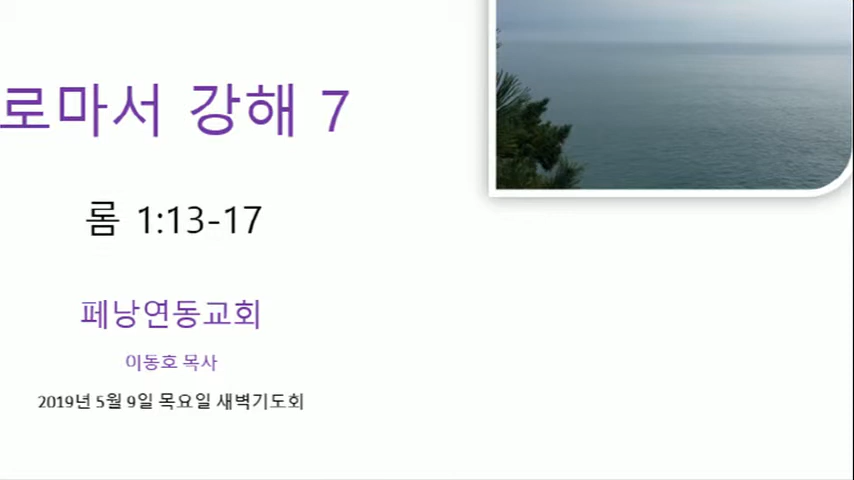 로마서 강해 7
롬 1:13-17
페낭연동교회
이동호 목사
2019년 5월 9일 목요일 새벽기도회